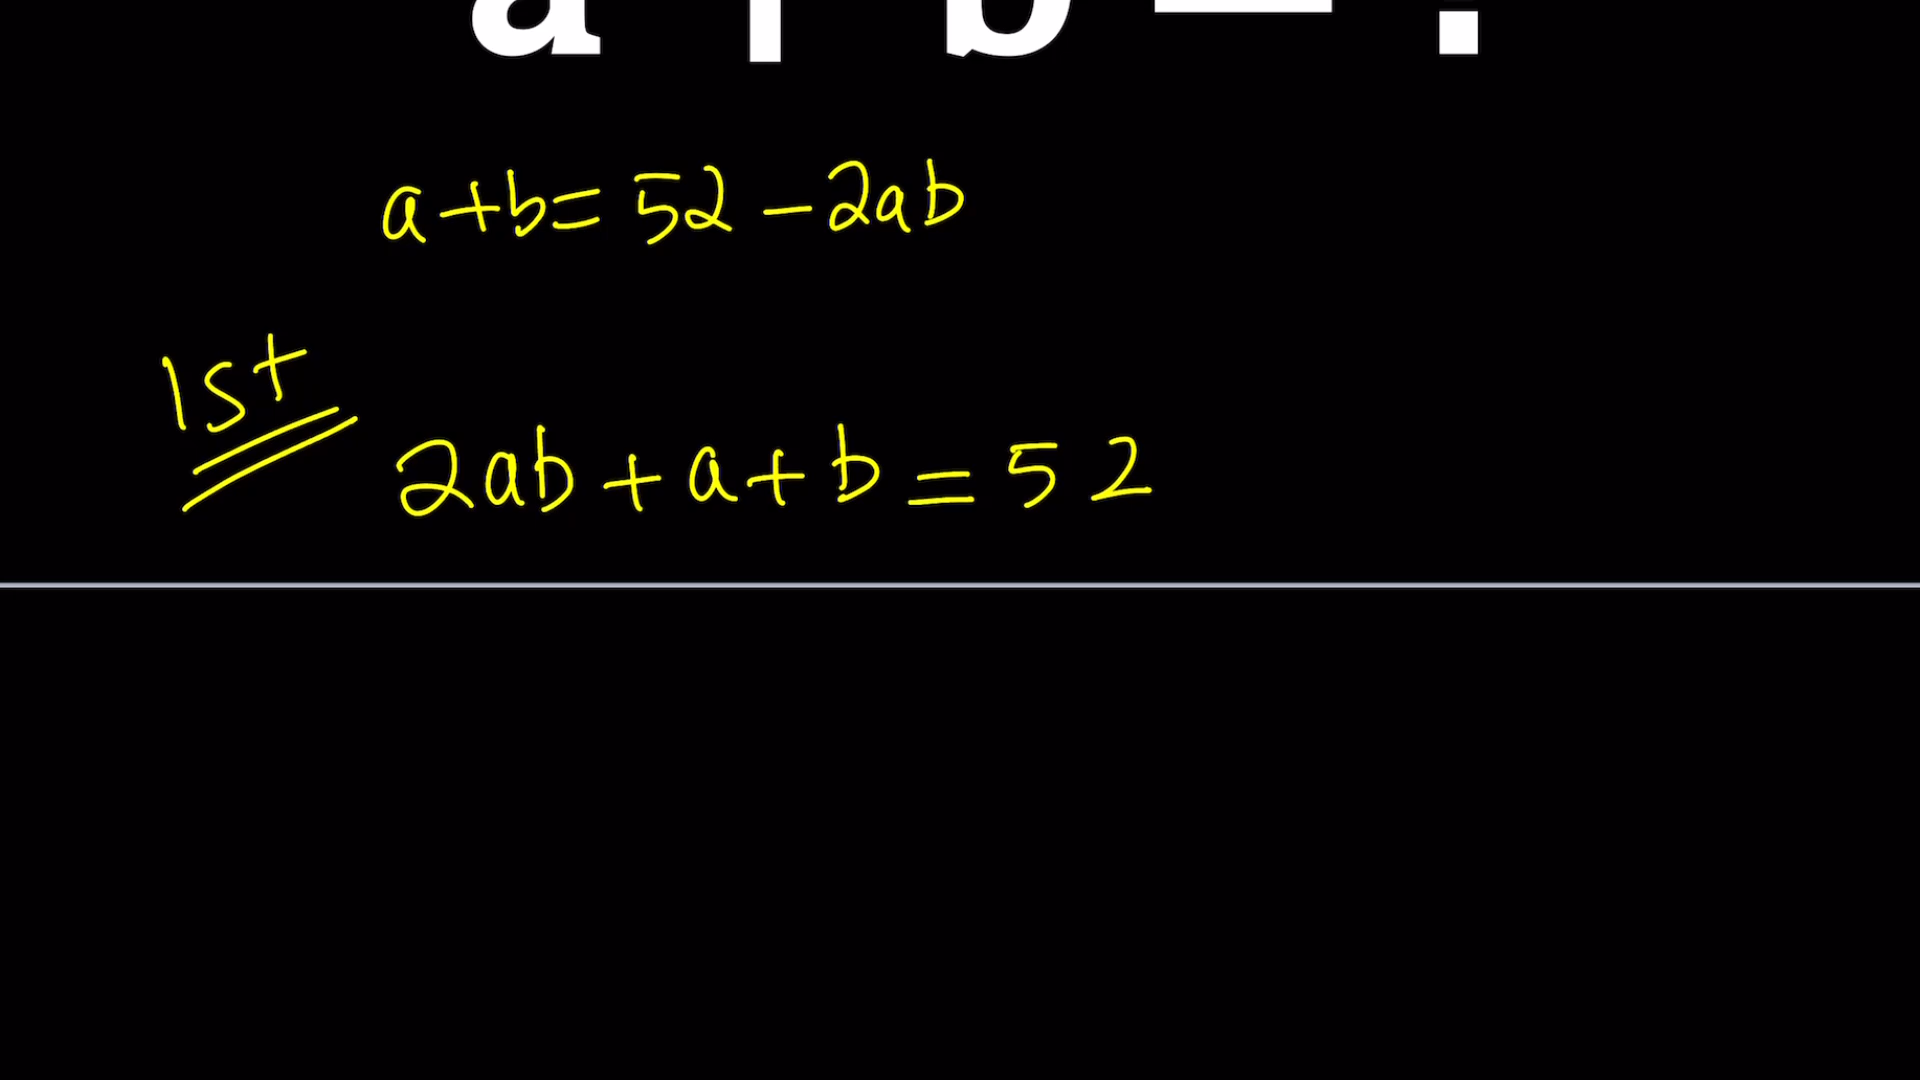 a + b = ?
a + b = 52 - 2ab
1st
2ab + a + b = 52